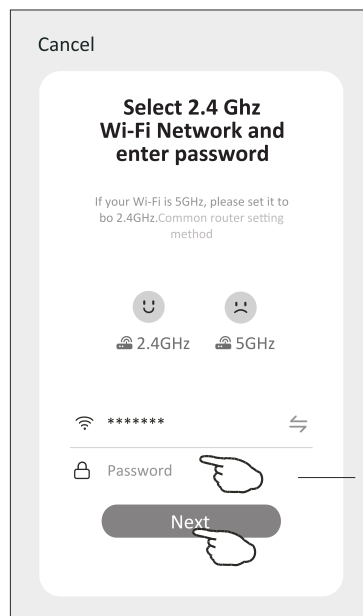 Cancel
Select 2.4 Ghz
Wi-Fi Network and
enter password
If your Wi-Fi is 5GHz, please set it to
bo 2.4GHz.Common router setting
method
2.4GHz 5GHz
*******
Password
Next